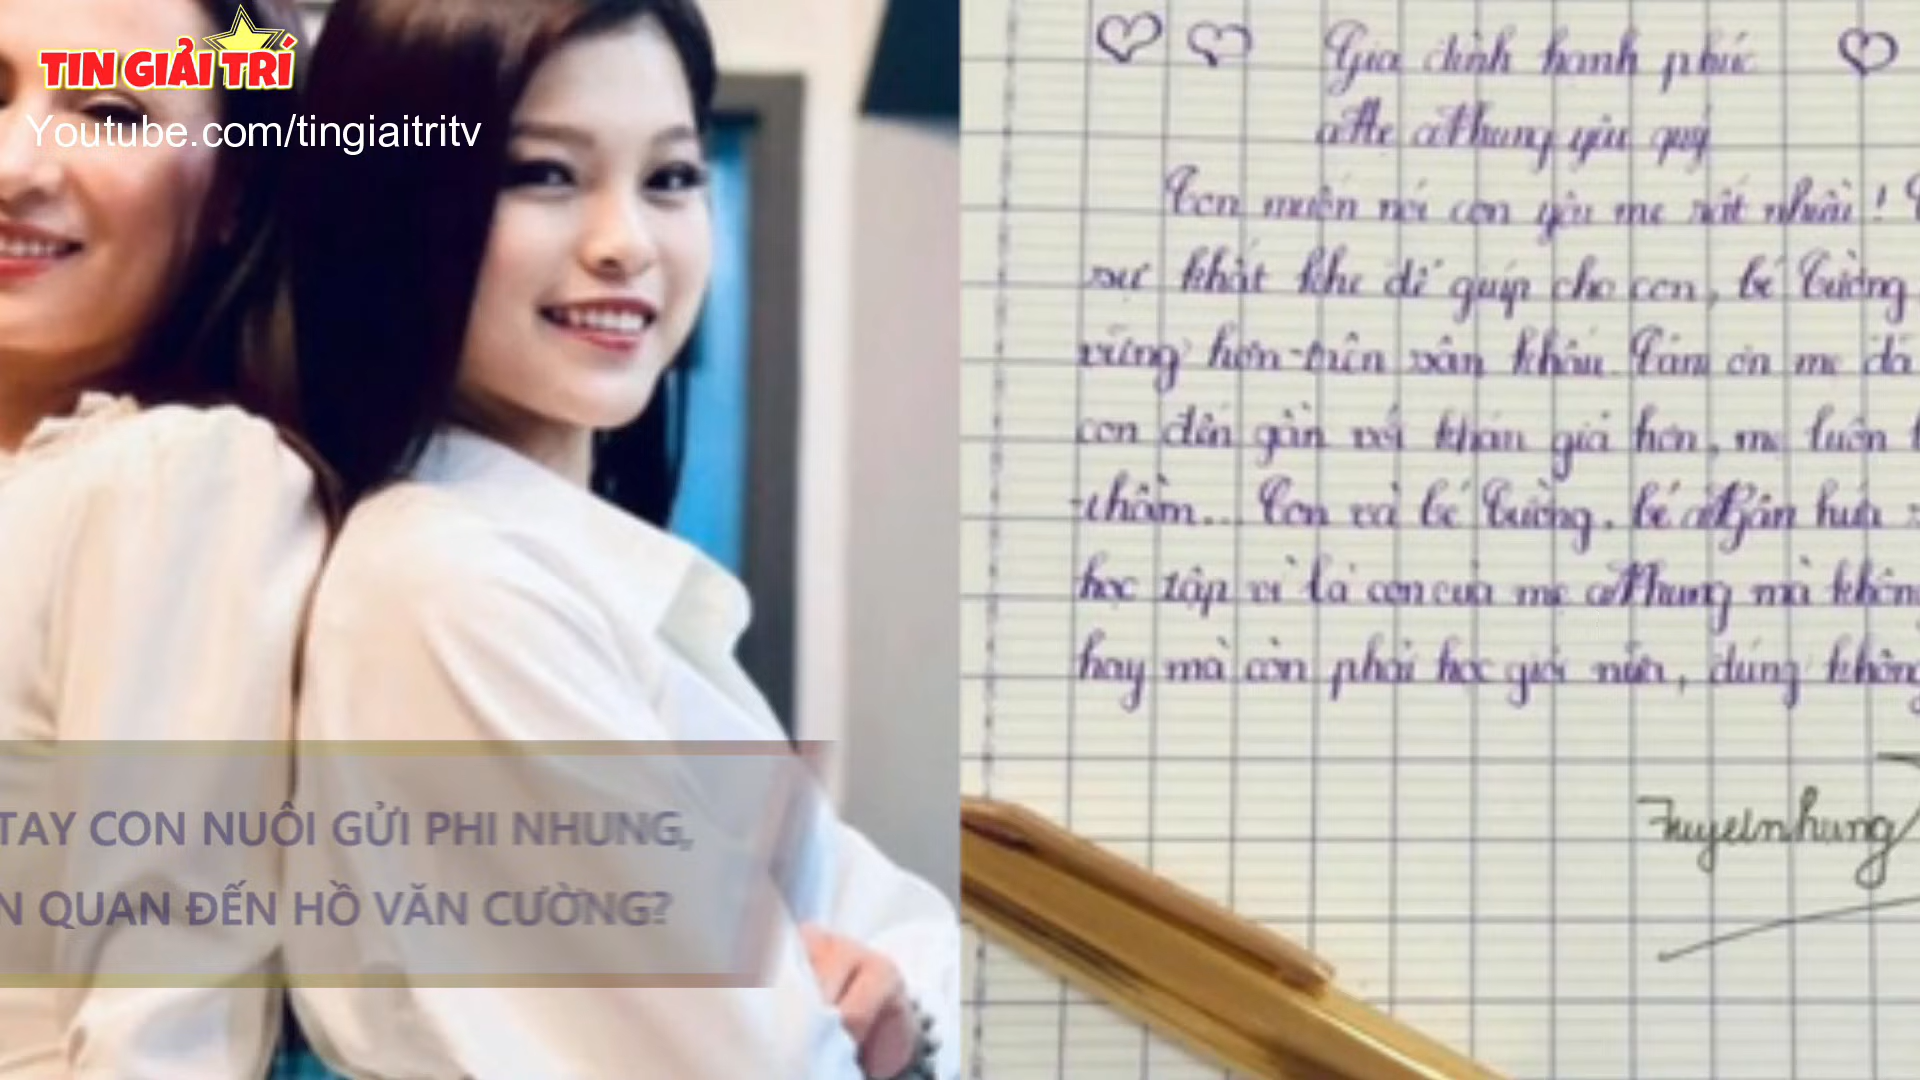 TIN GIẢI TRÍ
Youtube.com/tingiaitritv
TAY CON NUÔI GỬI PHI NHUNG,
N QUAN ĐẾN HỒ VĂN CƯỜNG?
Gia đình hạnh phúc
Mẹ Nhung yêu quý
Con muốn nói con yêu mẹ rất nhiều!
sự khắt khe để giúp cho con, bé Cường
vững hơn trên sân khấu. Cám ơn mẹ đã
con đến gần với khán giả hơn, mẹ luôn
thầm... Con và bé Cường, bé Ngân hứa
học tập vì là con của mẹ Nhung mà không
hay mà còn phải học giỏi nữa, đúng không
Tuyetnhung